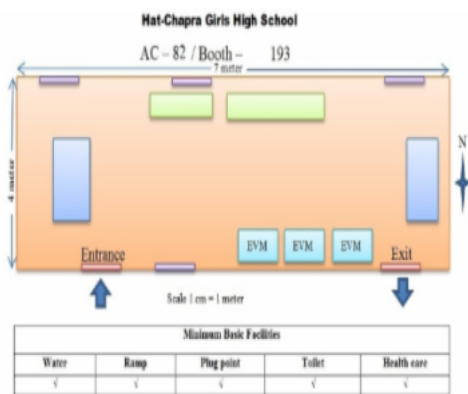 Hat-Chapra Girls High School
AC – 82 / Booth – 193
7 meter
4 meter
N
EVM EVM EVM
Entrance Exit
Scale 1 cm = 1 meter
Minimum Basic Facilities
Water Ramp Plug point Toilet Health care
√ √ √ √ √